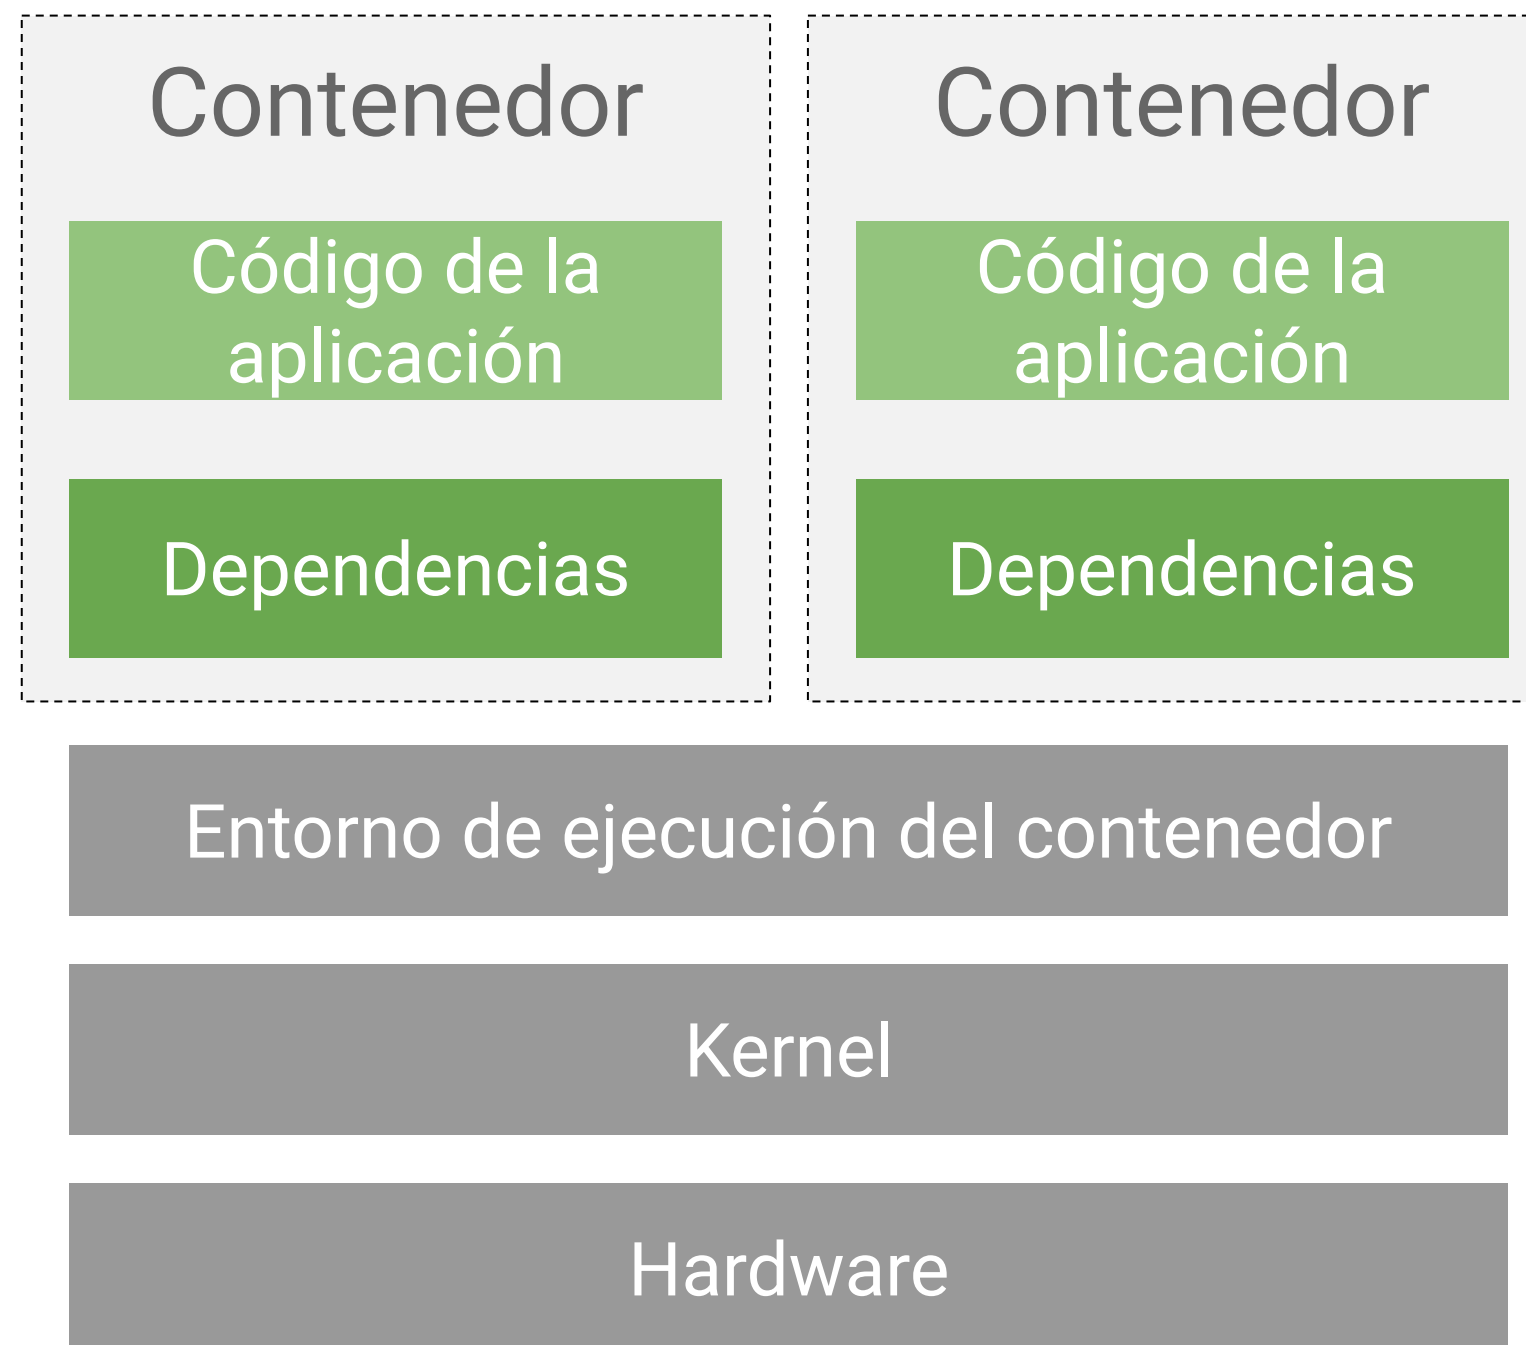 Contenedor
Código de la
aplicación
Dependencias
Contenedor
Código de la
aplicación
Dependencias
Entorno de ejecución del contenedor
Kernel
Hardware